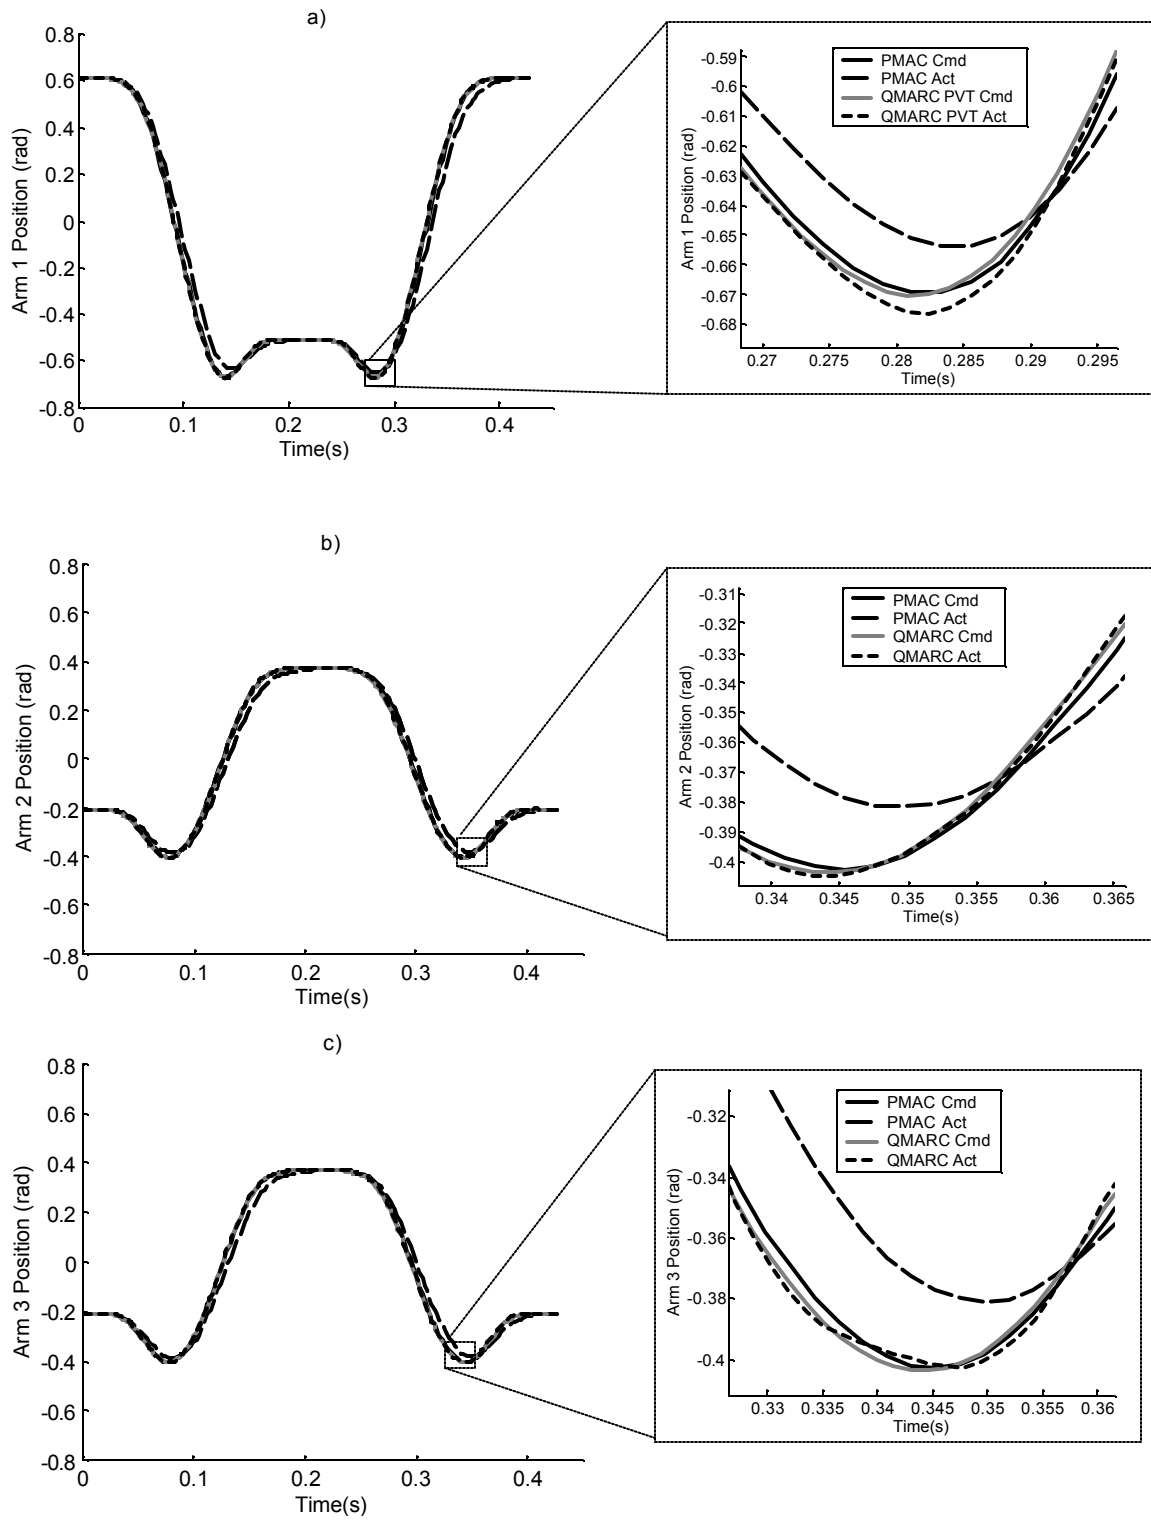 a)
0.8
0.6
0.4
0.2
0
-0.2
-0.4
-0.6
-0.8
Arm 1 Position (rad)
0 0.1 0.2 0.3 0.4
Time(s)
PMAC Cmd
PMAC Act
QMARC PVT Cmd
QMARC PVT Act
-0.59
-0.6
-0.61
-0.62
-0.63
-0.64
-0.65
-0.66
-0.67
-0.68
Arm 1 Position (rad)
0.27 0.275 0.28 0.285 0.29 0.295
Time(s)
b)
0.8
0.6
0.4
0.2
0
-0.2
-0.4
-0.6
-0.8
Arm 2 Position (rad)
0 0.1 0.2 0.3 0.4
Time(s)
PMAC Cmd
PMAC Act
QMARC Cmd
QMARC Act
-0.31
-0.32
-0.33
-0.34
-0.35
-0.36
-0.37
-0.38
-0.39
-0.4
Arm 2 Position (rad)
0.34 0.345 0.35 0.355 0.36 0.365
Time(s)
c)
0.8
0.6
0.4
0.2
0
-0.2
-0.4
-0.6
-0.8
Arm 3 Position (rad)
0 0.1 0.2 0.3 0.4
Time(s)
PMAC Cmd
PMAC Act
QMARC Cmd
QMARC Act
-0.32
-0.34
-0.36
-0.38
-0.4
Arm 3 Position (rad)
0.33 0.335 0.34 0.345 0.35 0.355 0.36
Time(s)